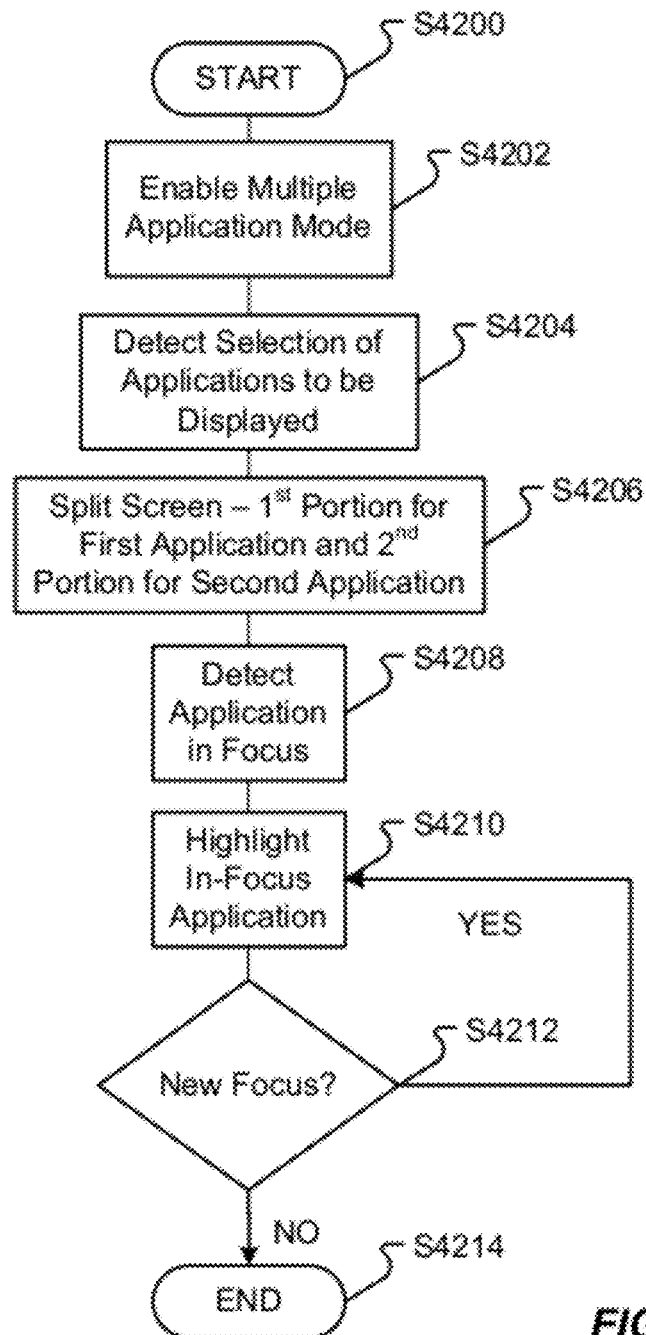 S4200
START
S4202
Enable Multiple
Application Mode
S4204
Detect Selection of
Applications to be
Displayed
S4206
Split Screen – 1st Portion for
First Application and 2nd
Portion for Second Application
S4208
Detect
Application
in Focus
S4210
Highlight
In-Focus
Application
YES
S4212
New Focus?
NO
S4214
END
FIG